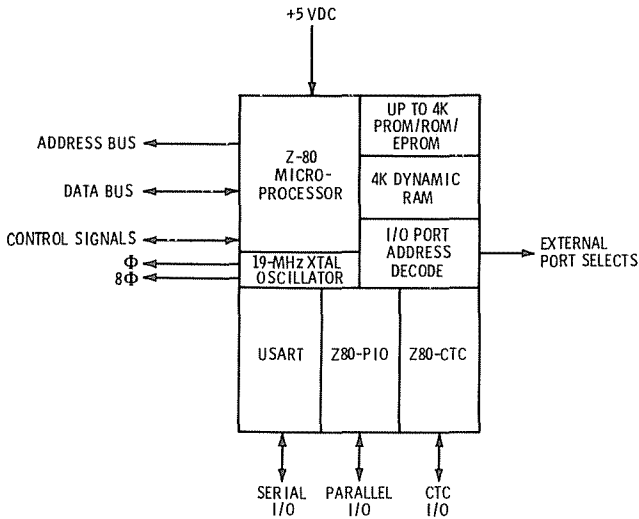 +5 VDC
ADDRESS BUS
DATA BUS
CONTROL SIGNALS
Φ
8Φ
Z-80
MICRO-
PROCESSOR
UP TO 4K
PROM/ROM/
EPROM
4K DYNAMIC
RAM
I/O PORT
ADDRESS
DECODE
19-MHz XTAL
OSCILLATOR
EXTERNAL
PORT SELECTS
USART
Z80-PIO
Z80-CTC
SERIAL
I/O
PARALLEL
I/O
CTC
I/O